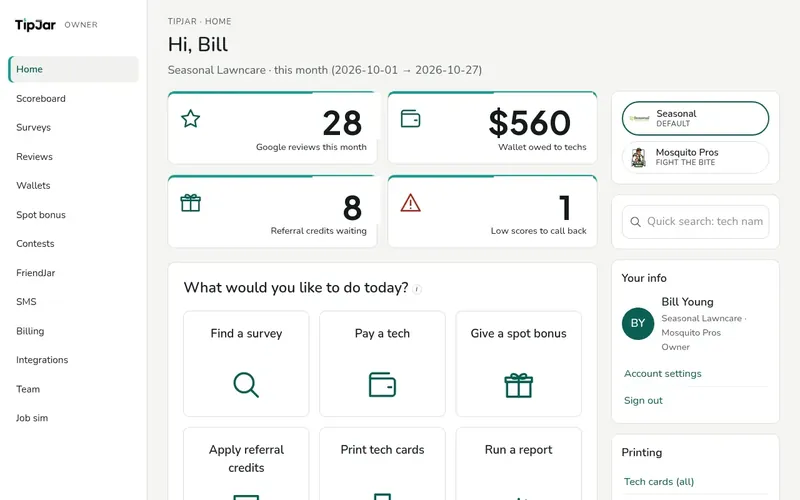 TipJar OWNER
Home
Scoreboard
Surveys
Reviews
Wallets
Spot bonus
Contests
FriendJar
SMS
Billing
Integrations
Team
Job sim
TIPJAR · HOME
Hi, Bill
Seasonal Lawncare · this month (2026-10-01 → 2026-10-27)
28
Google reviews this month
$560
Wallet owed to techs
8
Referral credits waiting
1
Low scores to call back
What would you like to do today? i
Find a survey
Pay a tech
Give a spot bonus
Apply referral
credits
Print tech cards
Run a report
Seasonal
DEFAULT
Mosquito Pros
FIGHT THE BITE
Quick search: tech nam
Your info
BY
Bill Young
Seasonal Lawncare ·
Mosquito Pros
Owner
Account settings
Sign out
Printing
Tech cards (all)